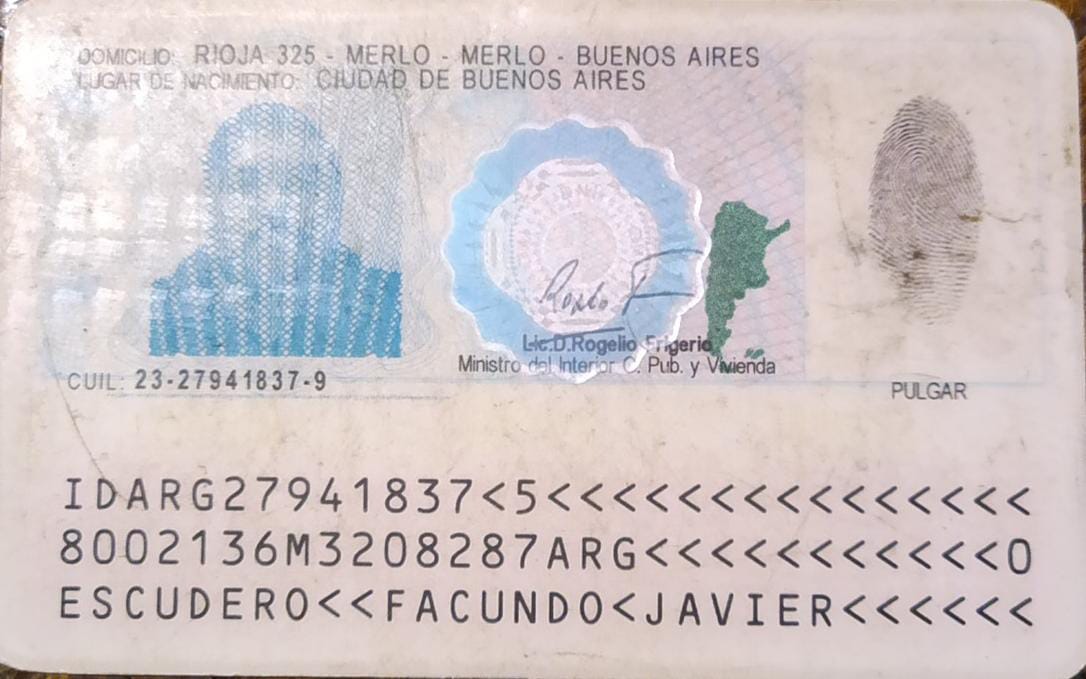 DOMICILIO: RIOJA 325 - MERLO - MERLO - BUENOS AIRES
LUGAR DE NACIMIENTO: CIUDAD DE BUENOS AIRES
Lic.D.Rogelio Frigerio
Ministro del Interior O. Pub. y Vivienda
CUIL: 23-27941837-9
PULGAR
IDARG27941837<5<<<<<<<<<<<<<<<
8002136M3208287ARG<<<<<<<<<<<0
ESCUDERO<<FACUNDO<JAVIER<<<<<<